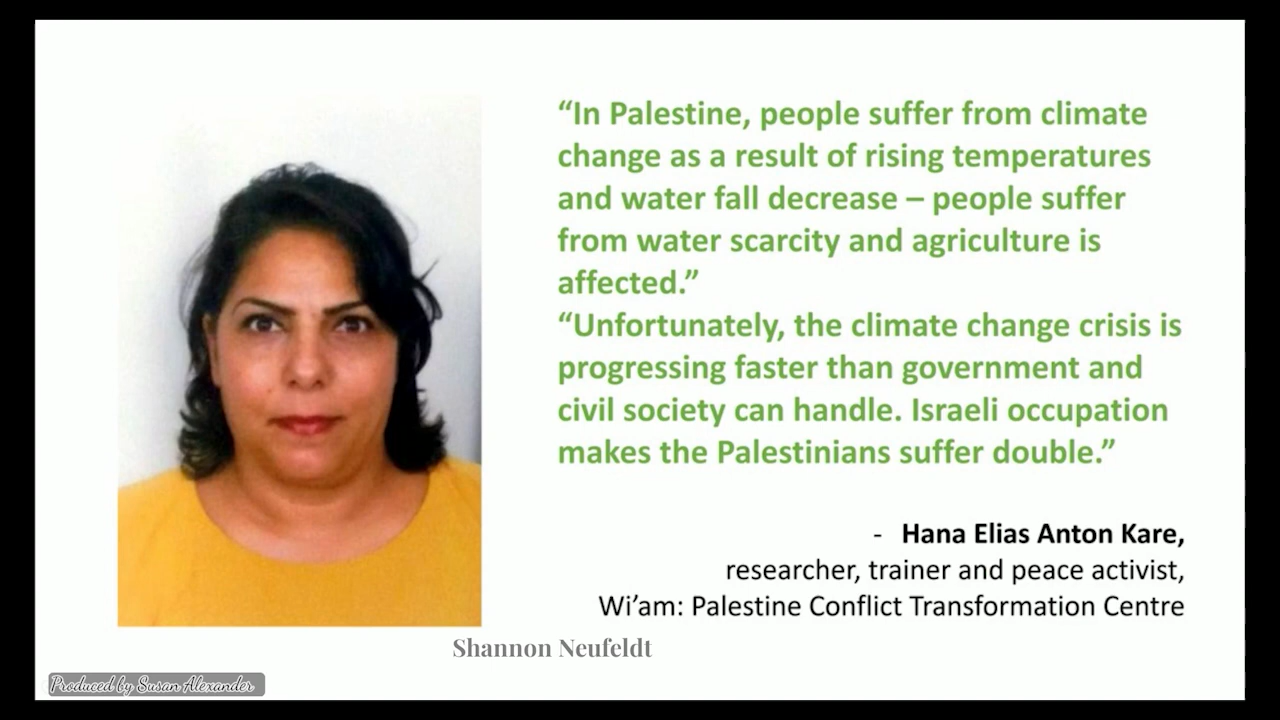 “In Palestine, people suffer from climate
change as a result of rising temperatures
and water fall decrease – people suffer
from water scarcity and agriculture is
affected.”
“Unfortunately, the climate change crisis is
progressing faster than government and
civil society can handle. Israeli occupation
makes the Palestinians suffer double.”
- Hana Elias Anton Kare,
researcher, trainer and peace activist,
Wi’am: Palestine Conflict Transformation Centre
Shannon Neufeldt
Produced by Susan Alexander